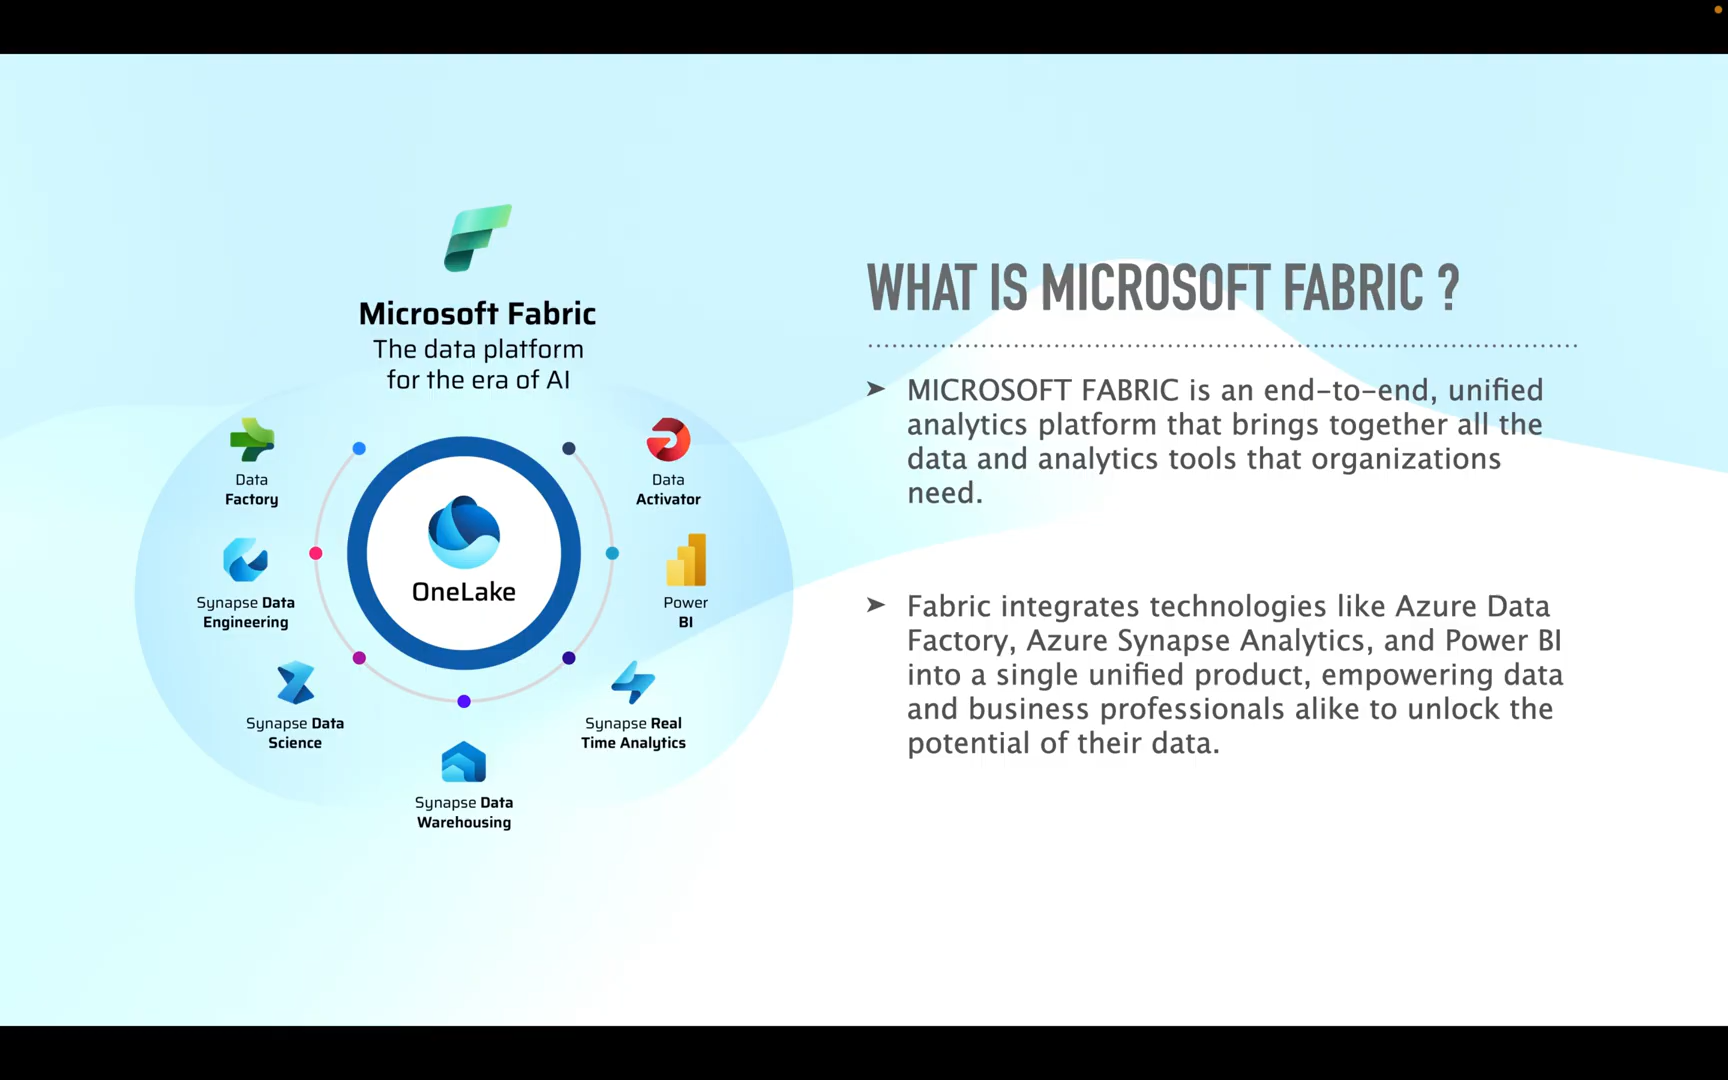 Microsoft Fabric
The data platform
for the era of AI
Data
Factory
Data
Activator
OneLake
Synapse Data
Engineering
Power
BI
Synapse Data
Science
Synapse Real
Time Analytics
Synapse Data
Warehousing
WHAT IS MICROSOFT FABRIC ?
➤ MICROSOFT FABRIC is an end-to-end, unified
analytics platform that brings together all the
data and analytics tools that organizations
need.
➤ Fabric integrates technologies like Azure Data
Factory, Azure Synapse Analytics, and Power BI
into a single unified product, empowering data
and business professionals alike to unlock the
potential of their data.